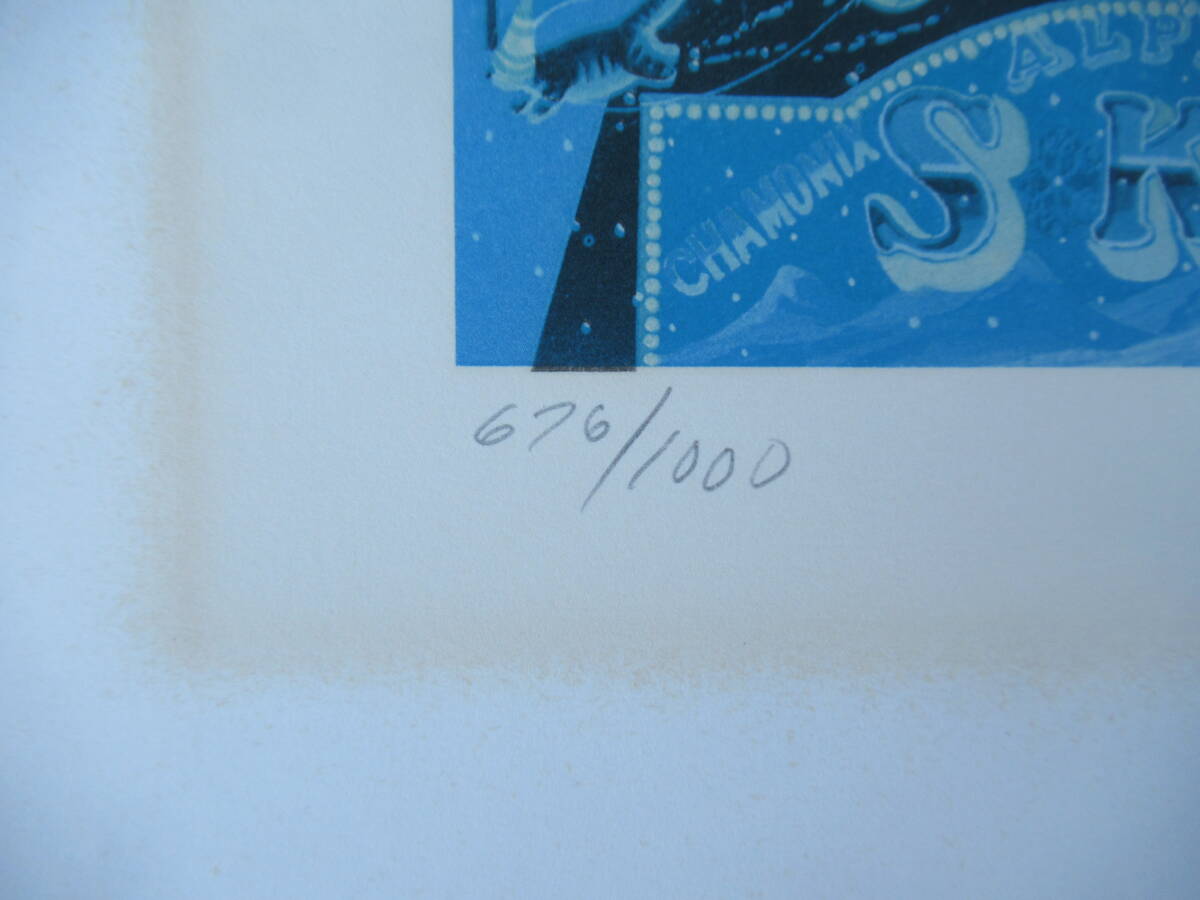 ALP
CHAMONIX
SK
676/1000